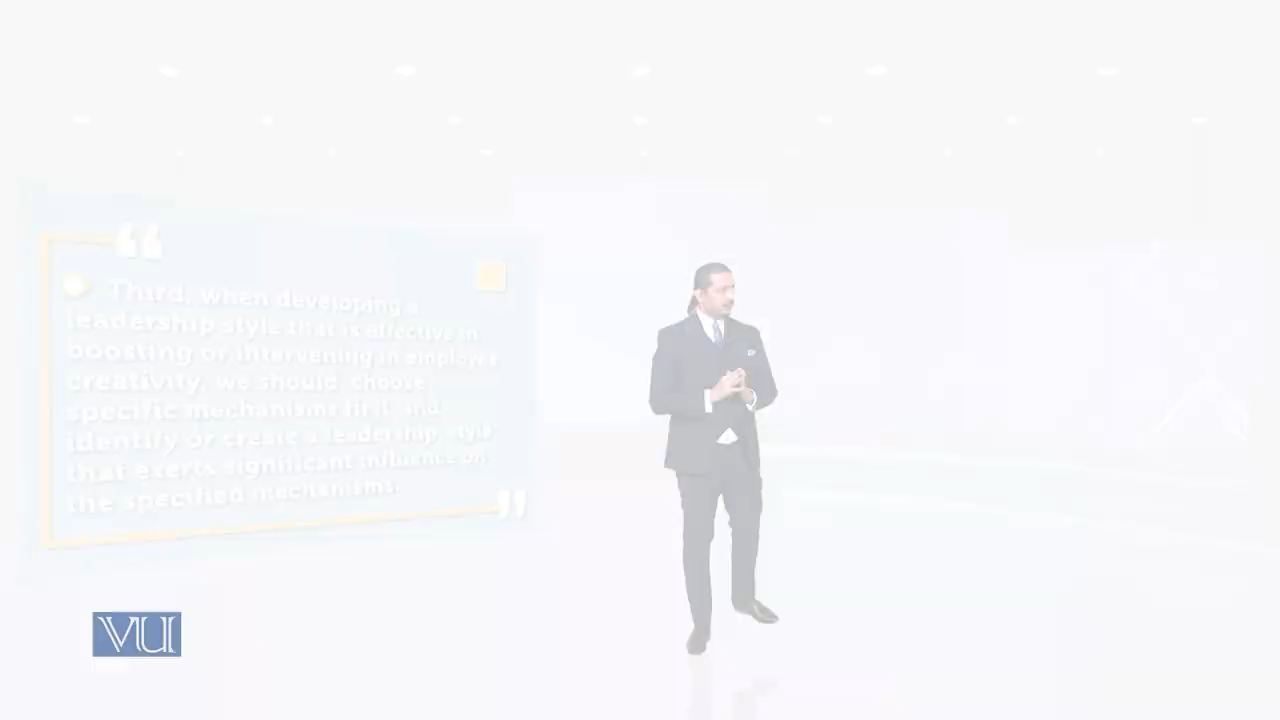 “
Third, when developing a
leadership style that is effective in
boosting or intervening in employee
creativity, we should choose
specific mechanisms first and
identify or create a leadership style
that exerts significant influence on
the specified mechanisms.
”
VU